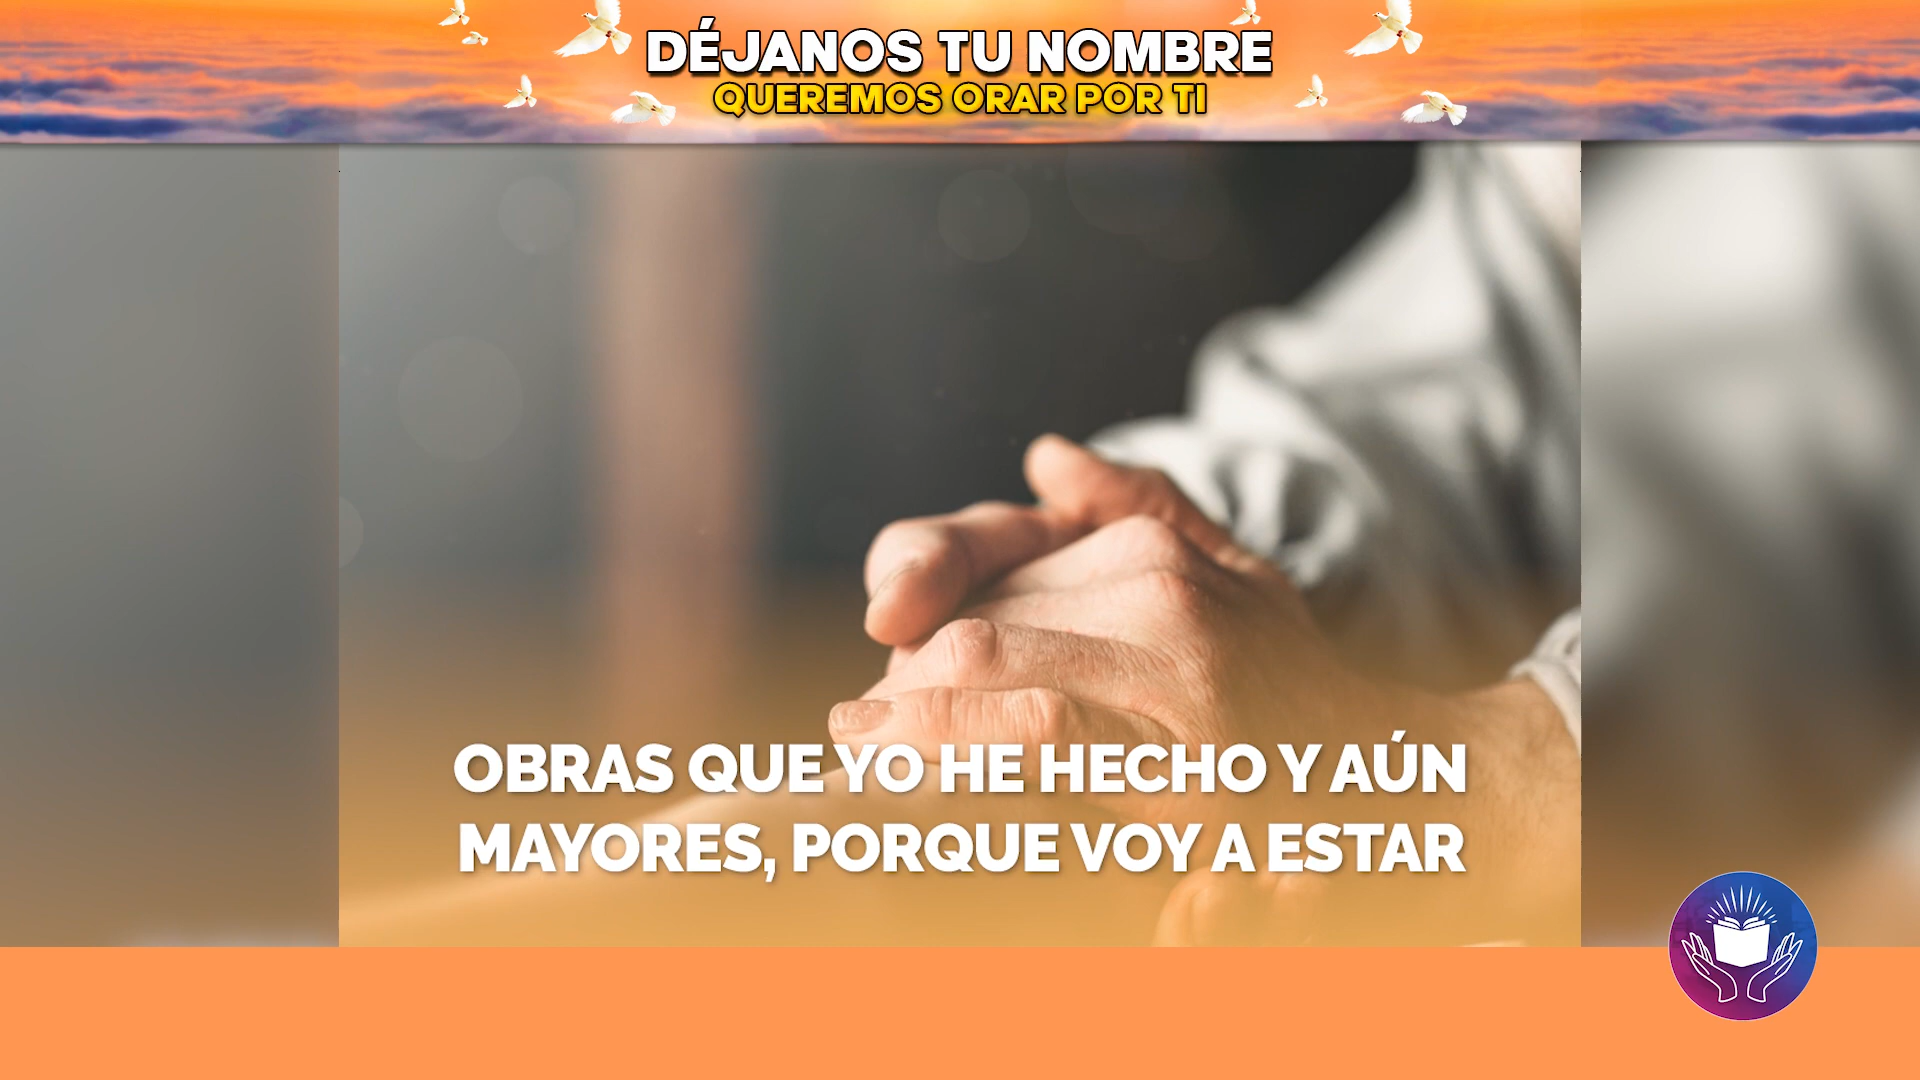 DÉJANOS TU NOMBRE
QUEREMOS ORAR POR TI
OBRAS QUE YO HE HECHO Y AÚN
MAYORES, PORQUE VOY A ESTAR